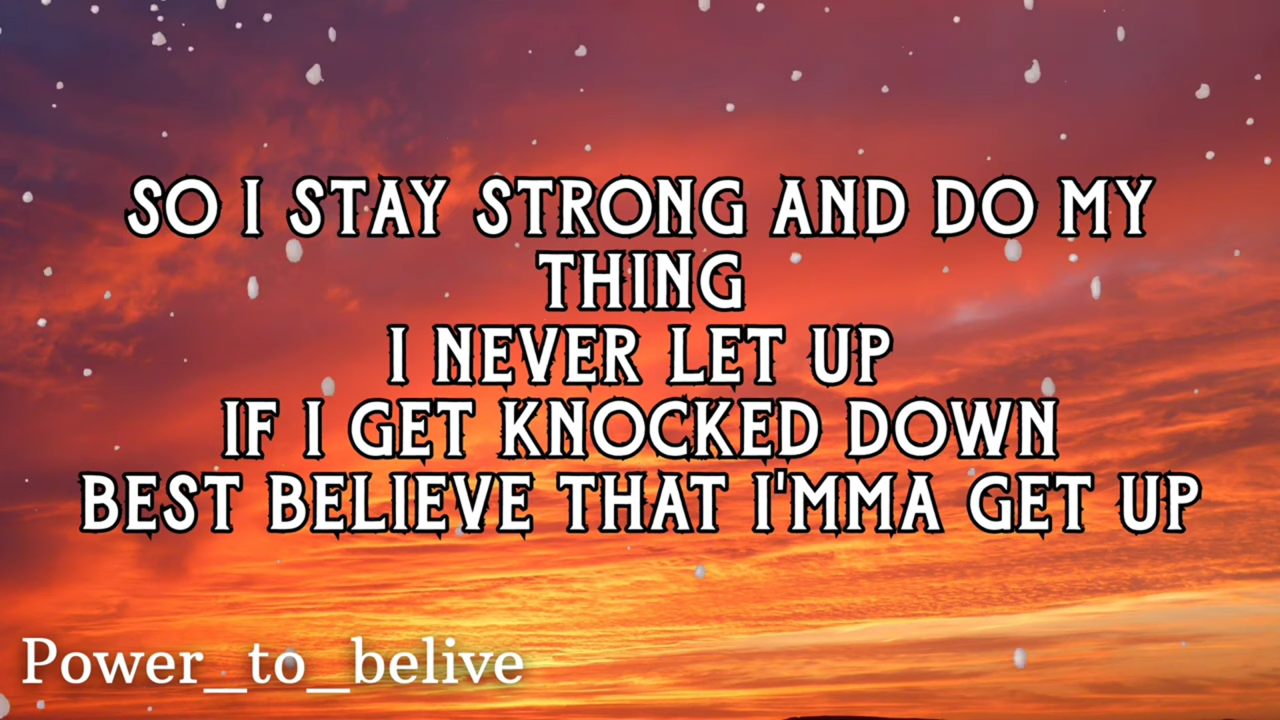 SO I STAY STRONG AND DO MY
THING
I NEVER LET UP
IF I GET KNOCKED DOWN
BEST BELIEVE THAT I'MMA GET UP
Power_to_belive